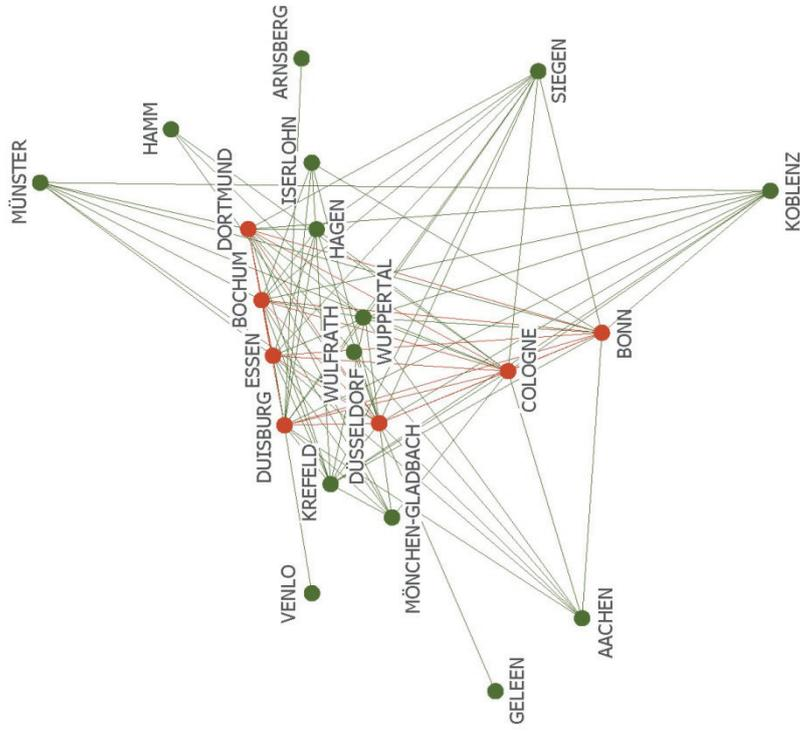 MÜNSTER
HAMM
ARNSBERG
SIEGEN
ISERLOHN
DORTMUND
HAGEN
KOBLENZ
BOCHUM
WUPPERTAL
WÜLFRATH
ESSEN
BONN
COLOGNE
DUISBURG
DÜSSELDORF
KREFELD
MÖNCHEN-GLADBACH
VENLO
AACHEN
GELEEN